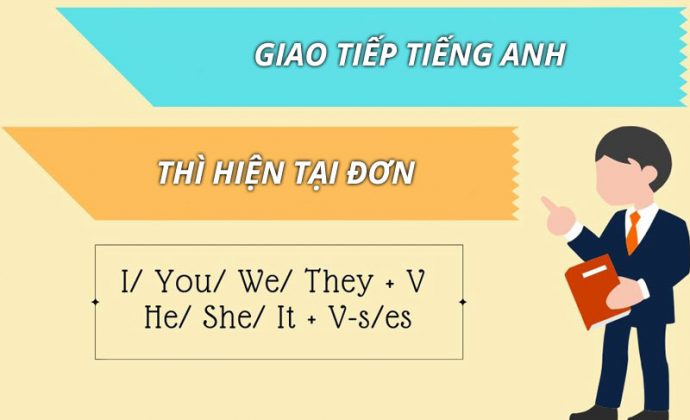 GIAO TIẾP TIẾNG ANH
THÌ HIỆN TẠI ĐƠN
I/ You/ We/ They + V
He/ She/ It + V-s/es